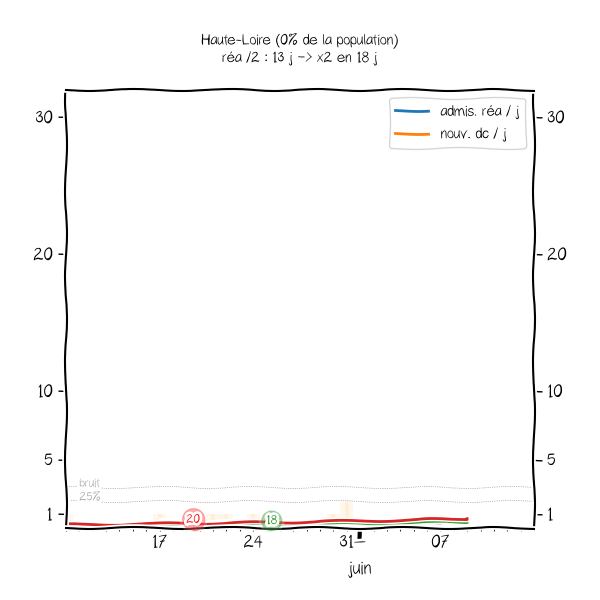 Haute-Loire (0% de la population)
réa /2 : 13 j -> x2 en 18 j
admis. réa / j
nouv. dc / j
30
30
20
20
10
10
5
5
bruit
25%
1
1
20
18
17
24
31
07
juin